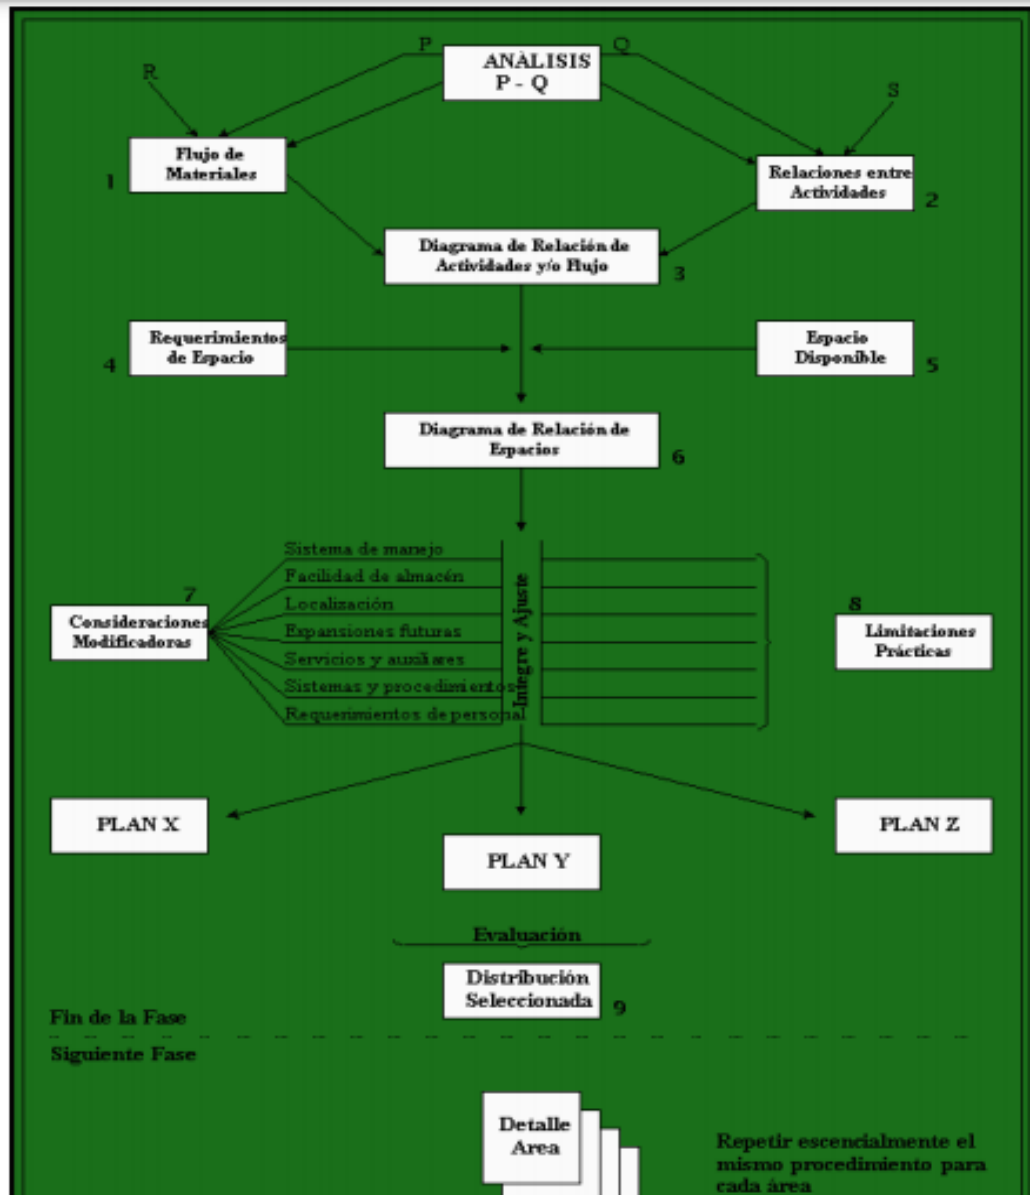 P
ANÀLISIS
Q
P - Q
R
S
Flujo de
Materiales
1
Relaciones entre
Actividades
2
Diagrama de Relación de
Actividades y/o Flujo
3
Requerimientos
de Espacio
4
Espacio
Disponible
5
Diagrama de Relación de
Espacios
6
Sistema de manejo
Facilidad de almacén
Localización
Expansiones futuras
Servicios y auxiliares
Sistemas y procedimientos
Requerimientos de personal
Integre y Ajuste
7
Consideraciones
Modificadoras
8
Limitaciones
Prácticas
PLAN X
PLAN Y
PLAN Z
Evaluación
Distribución
Seleccionada
9
Fin de la Fase
Siguiente Fase
Detalle
Area
Repetir escencialmente el
mismo procedimiento para
cada área